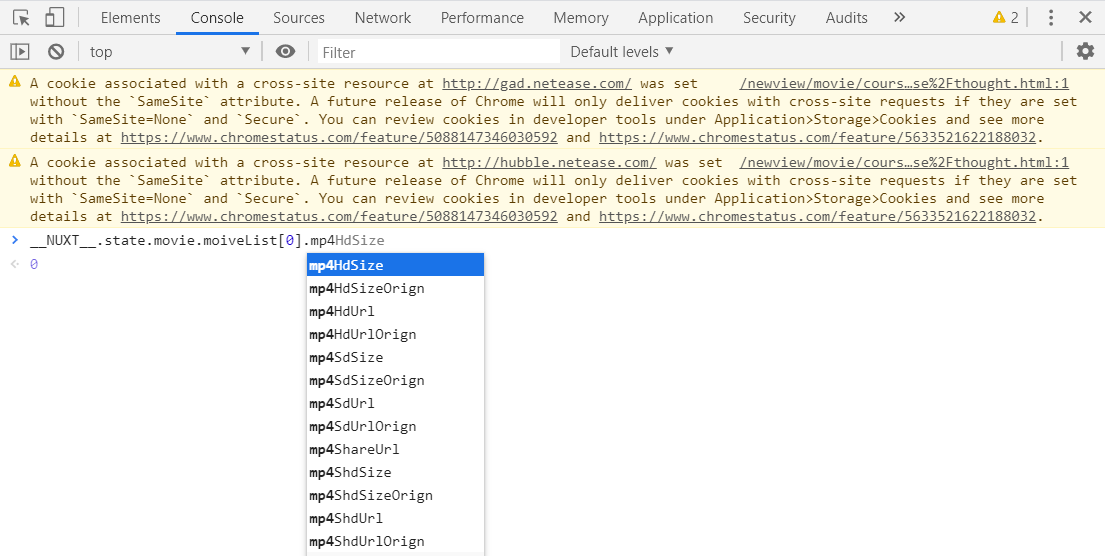 Elements Console Sources Network Performance Memory Application Security Audits 2
top Filter Default levels
A cookie associated with a cross-site resource at http://gad.netease.com/ was set /newview/movie/cours…se%2Fthought.html:1
without the `SameSite` attribute. A future release of Chrome will only deliver cookies with cross-site requests if they are set
with `SameSite=None` and `Secure`. You can review cookies in developer tools under Application>Storage>Cookies and see more
details at https://www.chromestatus.com/feature/5088147346030592 and https://www.chromestatus.com/feature/5633521622188032.
A cookie associated with a cross-site resource at http://hubble.netease.com/ was set /newview/movie/cours…se%2Fthought.html:1
without the `SameSite` attribute. A future release of Chrome will only deliver cookies with cross-site requests if they are set
with `SameSite=None` and `Secure`. You can review cookies in developer tools under Application>Storage>Cookies and see more
details at https://www.chromestatus.com/feature/5088147346030592 and https://www.chromestatus.com/feature/5633521622188032.
__NUXT__.state.movie.moiveList[0].mp4HdSize
0
mp4HdSize
mp4HdSizeOrign
mp4HdUrl
mp4HdUrlOrign
mp4SdSize
mp4SdSizeOrign
mp4SdUrl
mp4SdUrlOrign
mp4ShareUrl
mp4ShdSize
mp4ShdSizeOrign
mp4ShdUrl
mp4ShdUrlOrign